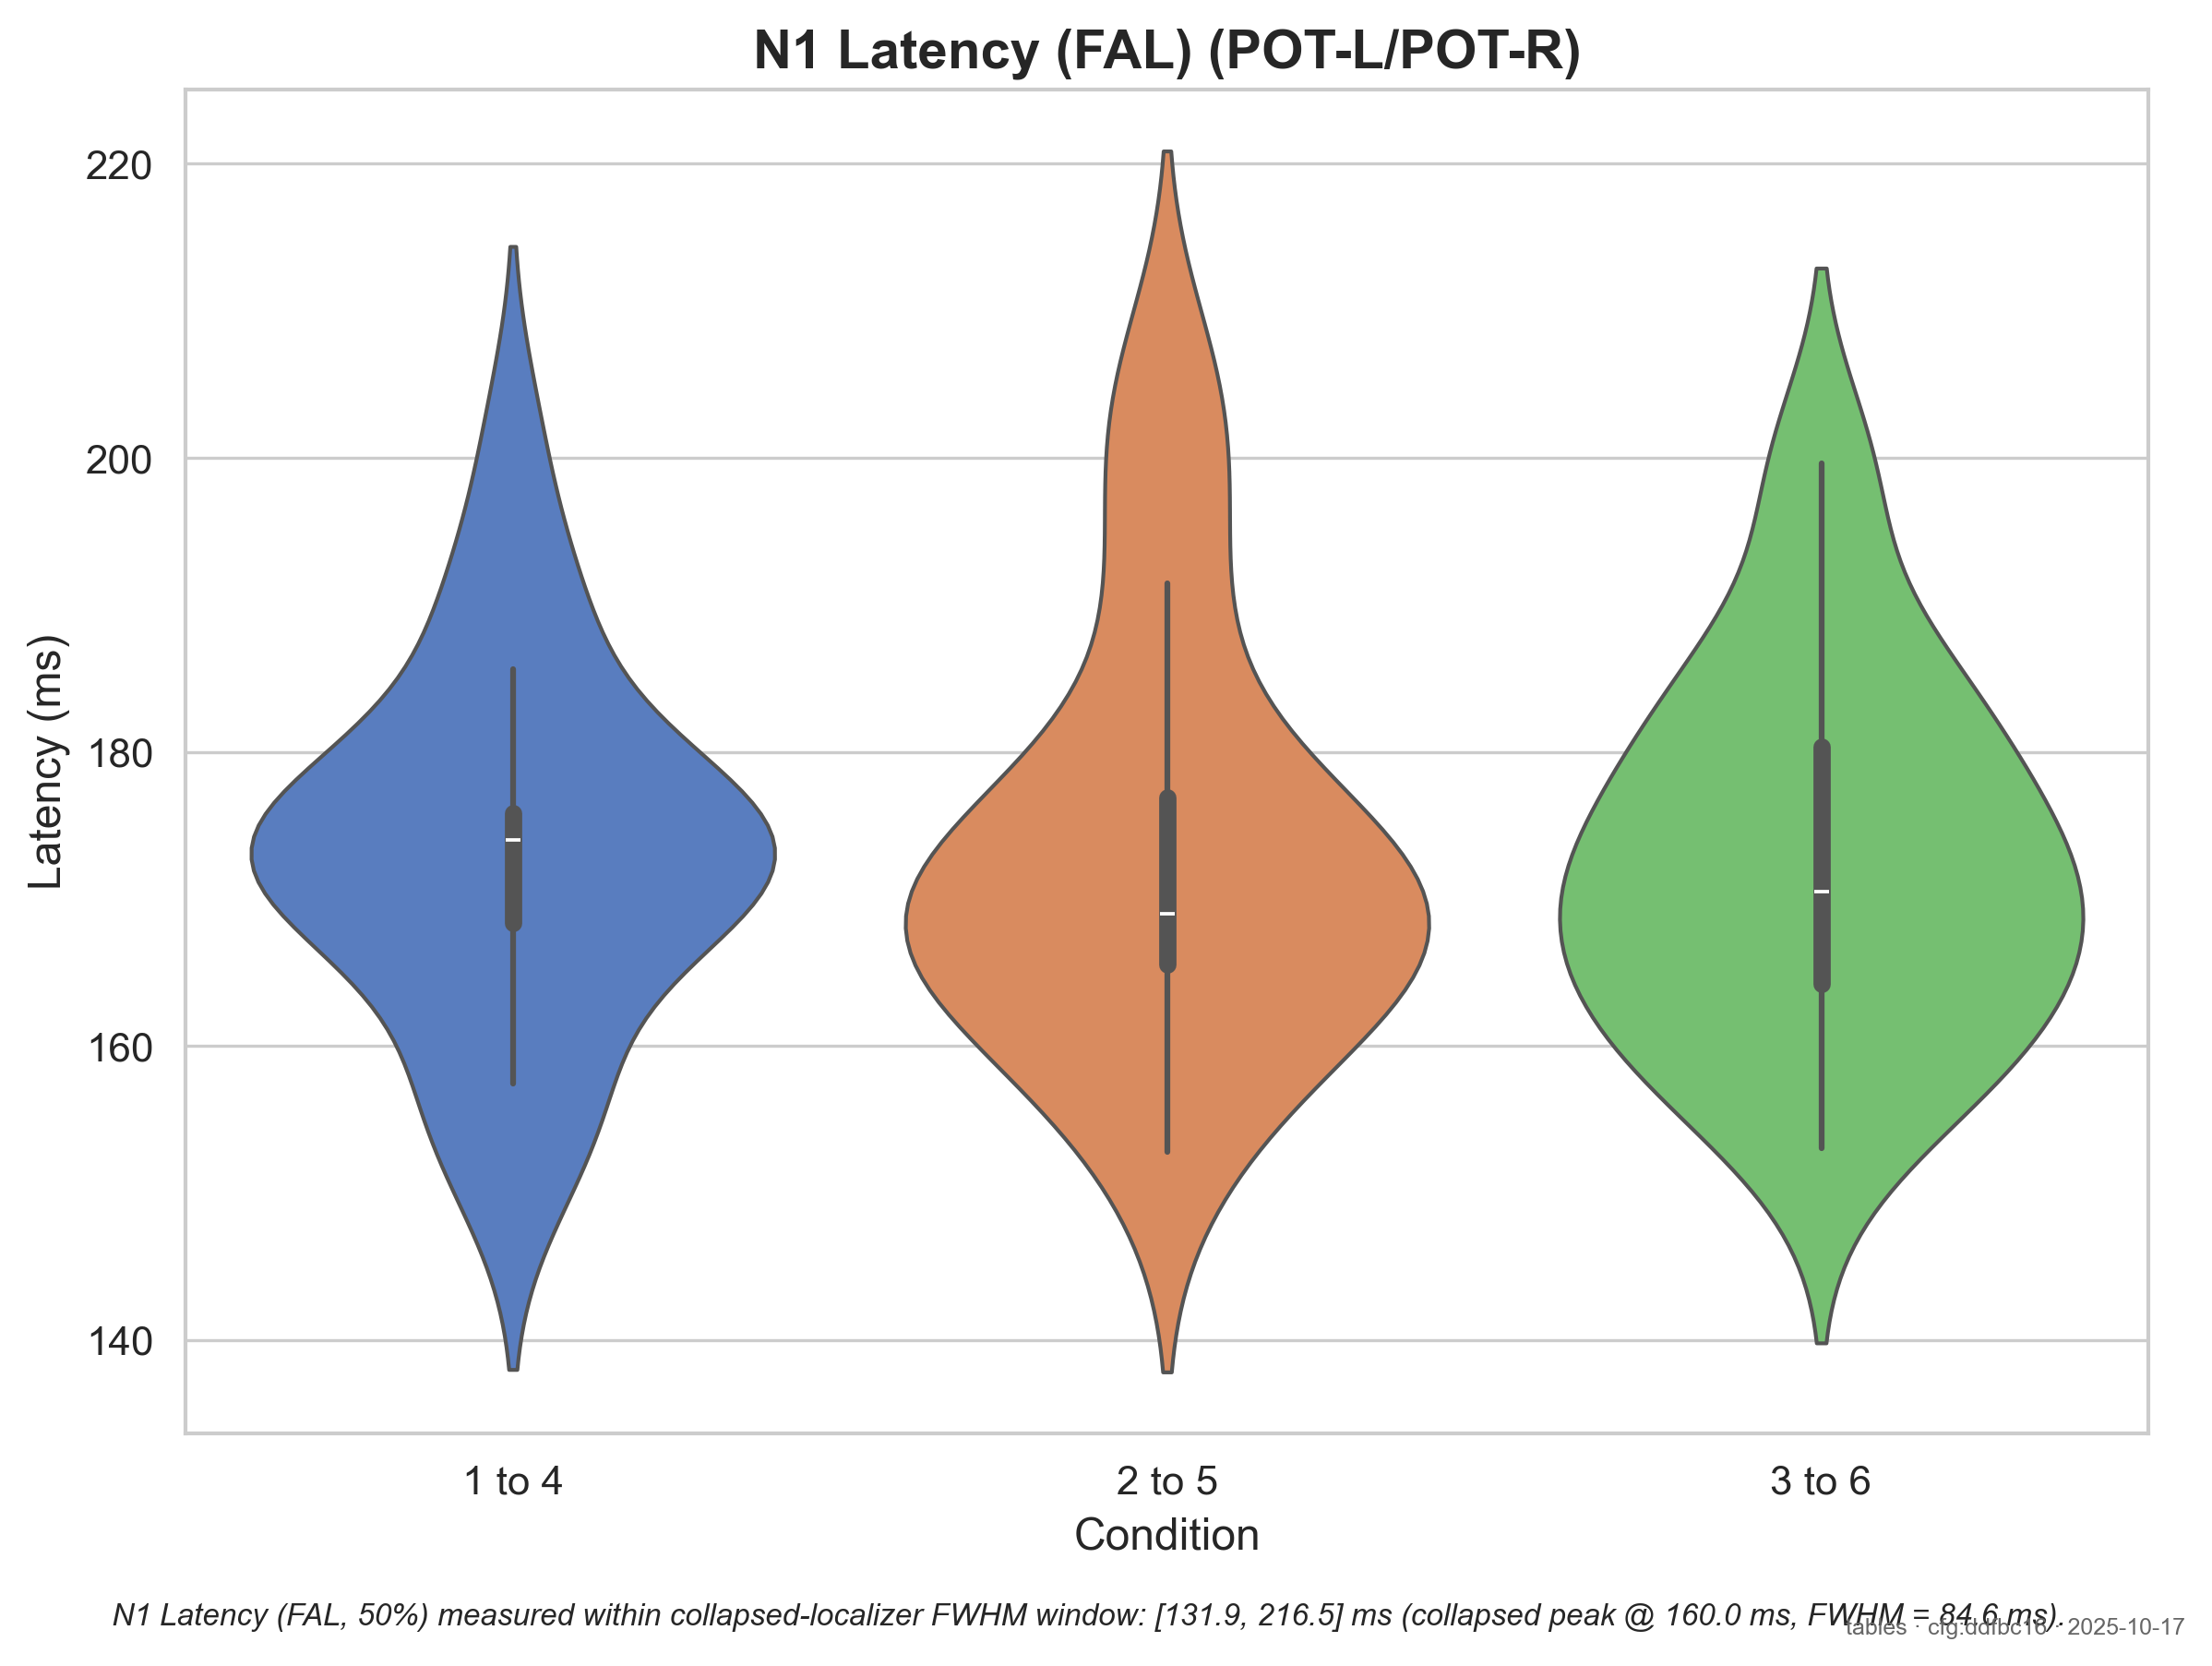 N1 Latency (FAL) (POT-L/POT-R)
Latency (ms)
220
200
180
160
140
1 to 4
2 to 5
3 to 6
Condition
N1 Latency (FAL, 50%) measured within collapsed-localizer FWHM window: [131.9, 216.5] ms (collapsed peak @ 160.0 ms, FWHM = 84.6 ms).
tables · cfg:ddfbc16 · 2025-10-17